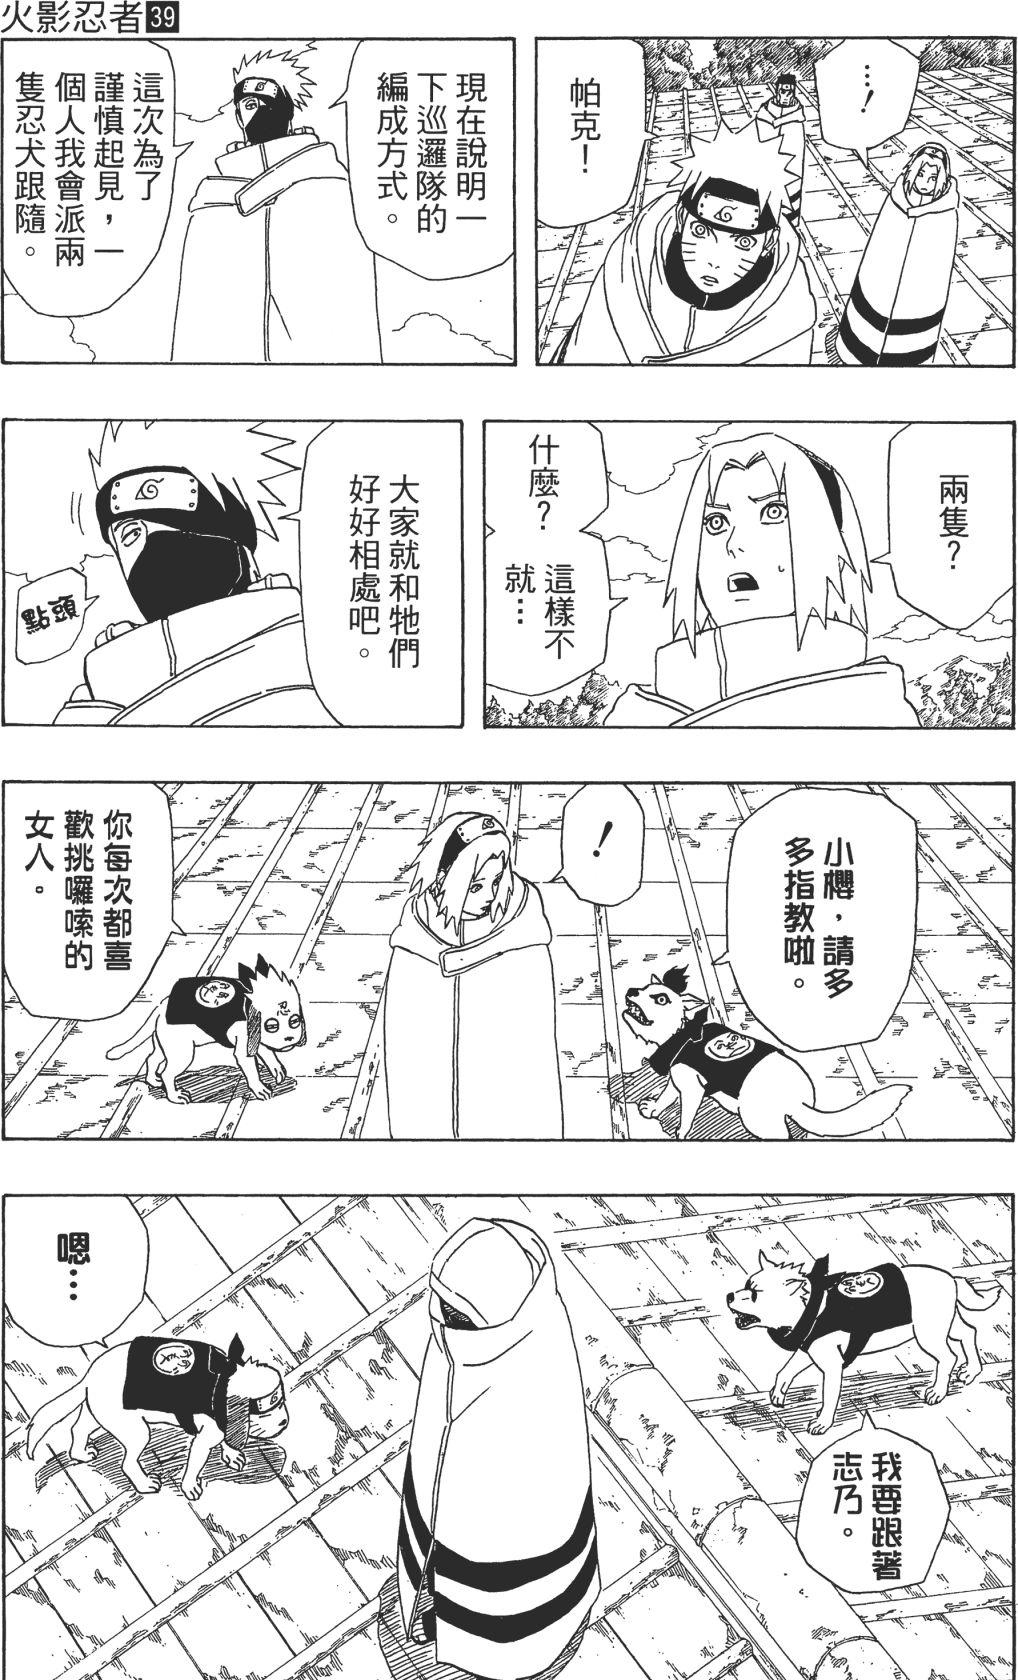 火影忍者39
…！
帕克！
現在說明一
下巡邏隊的
編成方式。
這次為了
謹慎起見，一
個人我會派兩
隻忍犬跟隨。
兩隻？
什麼？
這樣不
就…
大家就和牠們
好好相處吧。
點頭
小櫻，請多
多指教啦。
！
你每次都喜
歡挑囉嗦的
女人。
我要跟著
志乃。
嗯…